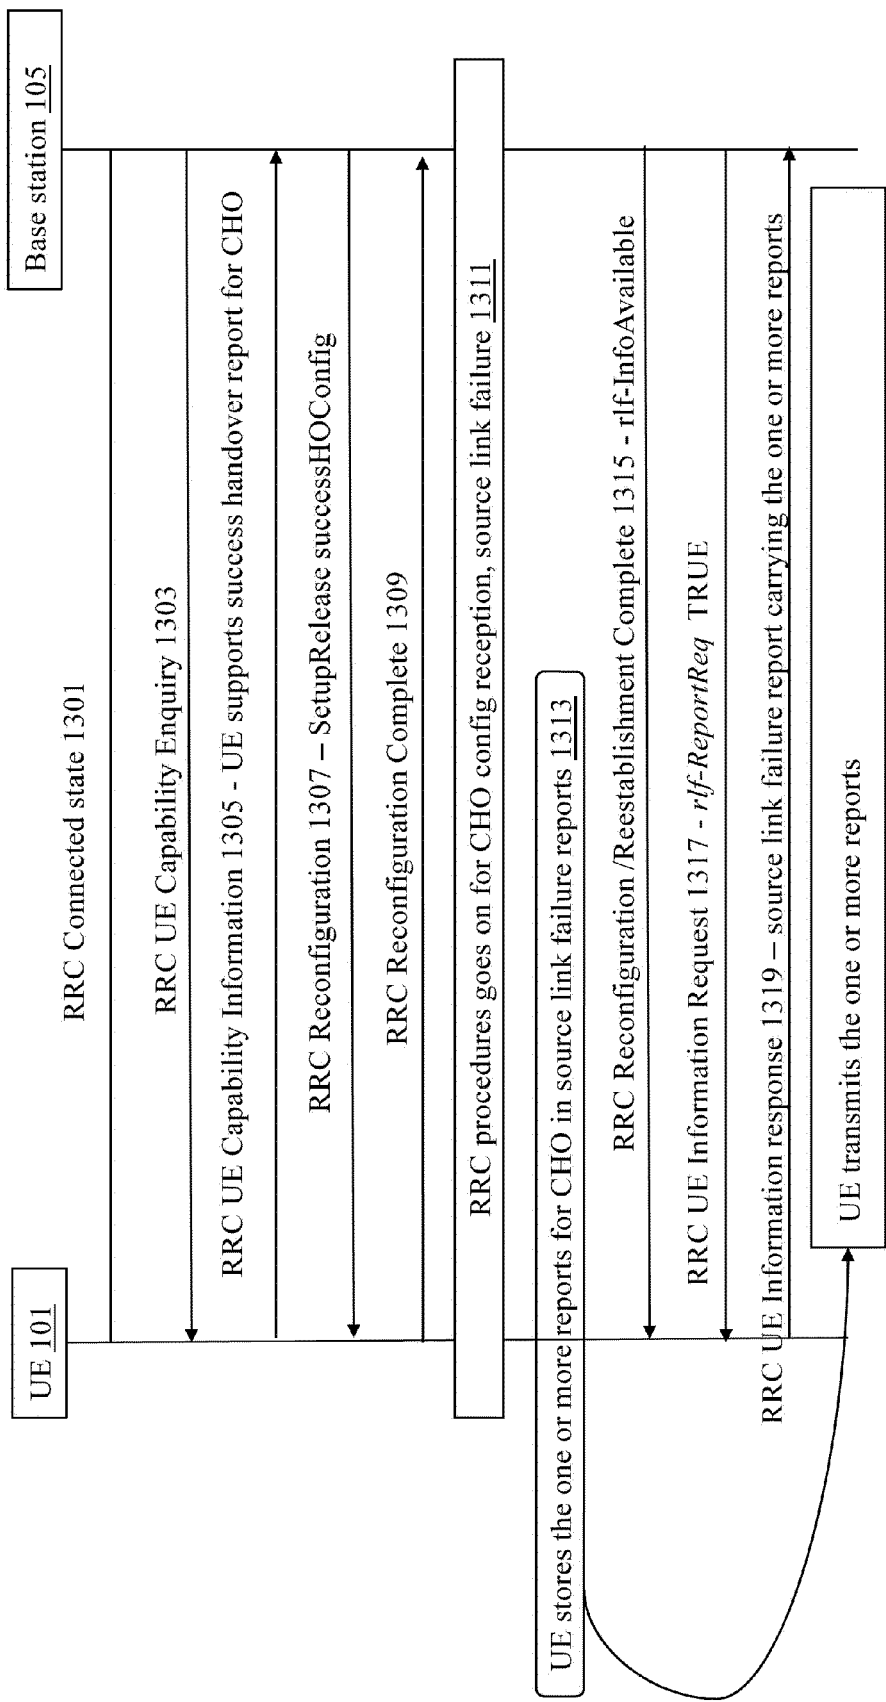 UE 101
Base station 105
RRC Connected state 1301
RRC UE Capability Enquiry 1303
RRC UE Capability Information 1305 - UE supports success handover report for CHO
RRC Reconfiguration 1307 – SetupRelease successHOConfig
RRC Reconfiguration Complete 1309
RRC procedures goes on for CHO config reception, source link failure 1311
UE stores the one or more reports for CHO in source link failure reports 1313
RRC Reconfiguration /Reestablishment Complete 1315 - rlf-InfoAvailable
RRC UE Information Request 1317 - rlf-ReportReq TRUE
RRC UE Information response 1319 – source link failure report carrying the one or more reports
UE transmits the one or more reports